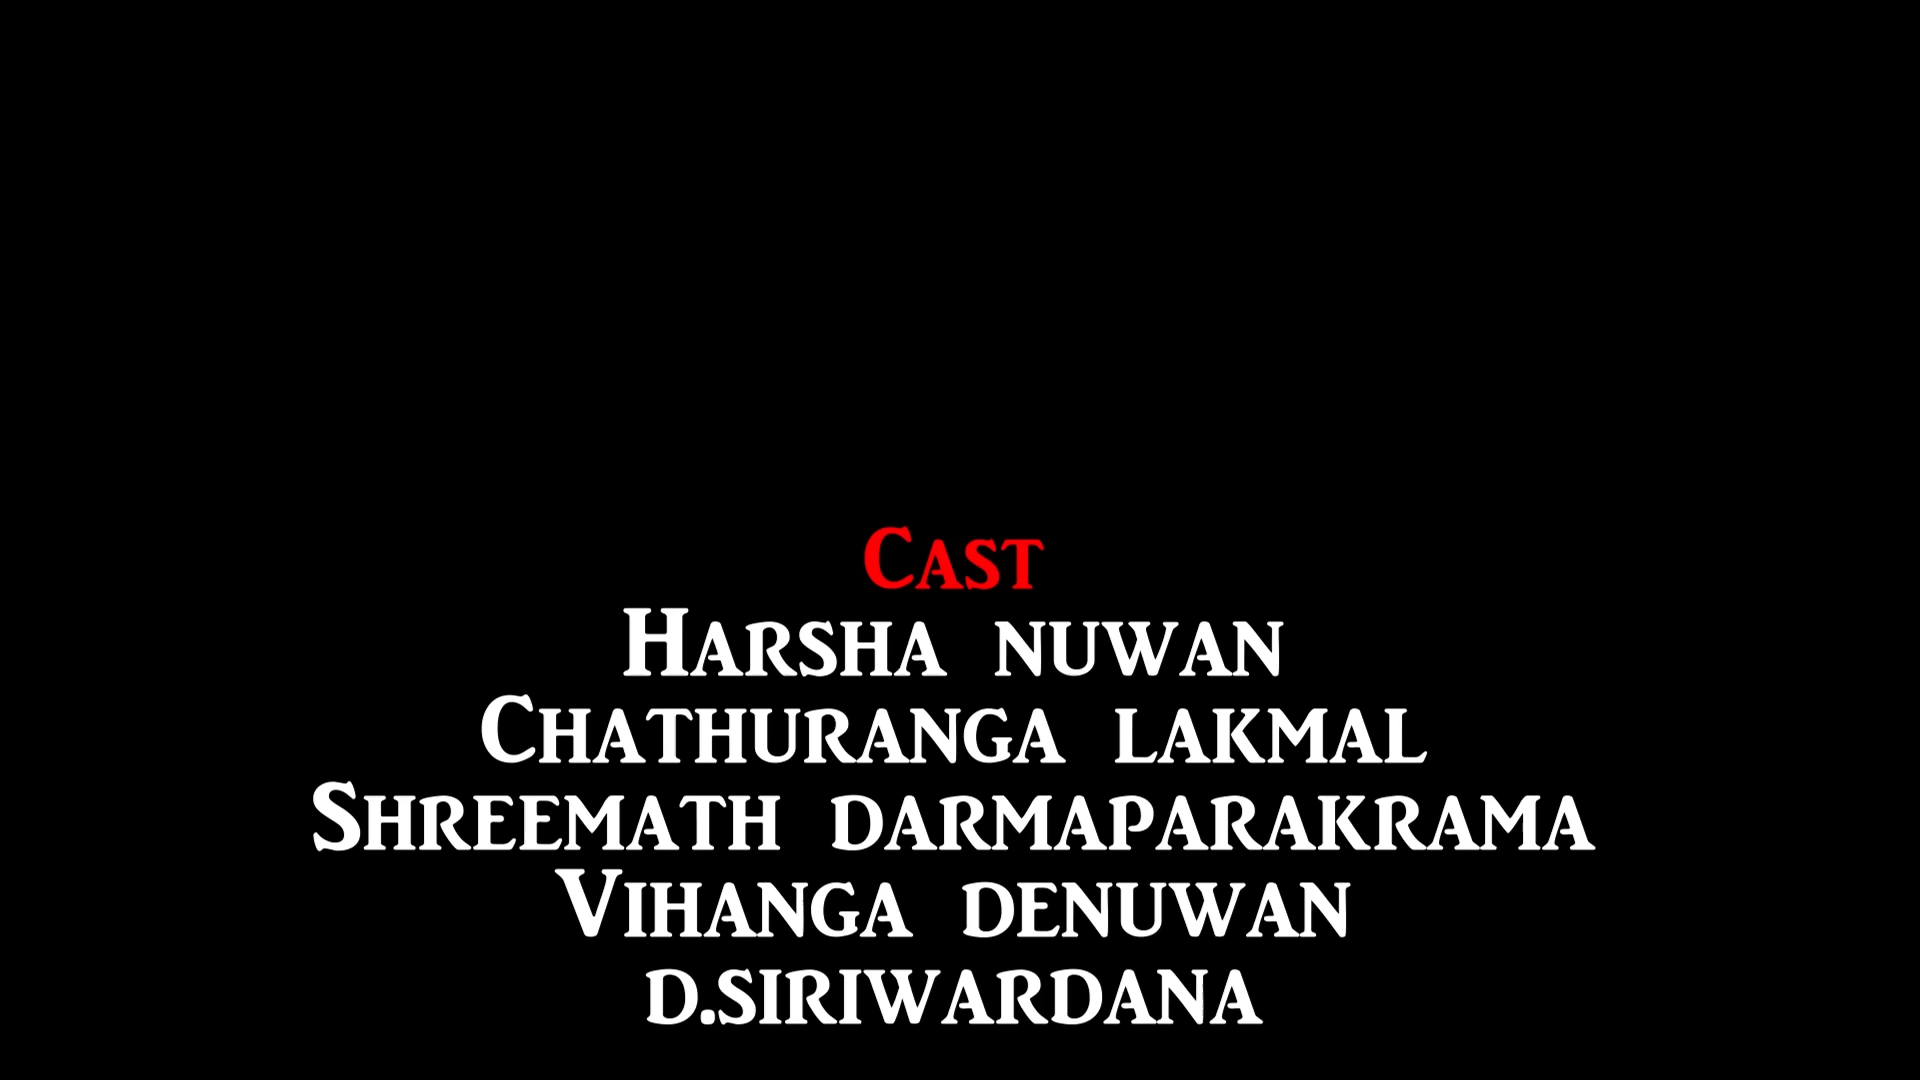 Cast
Harsha nuwan
Chathuranga lakmal
Shreemath darmaparakrama
Vihanga denuwan
d.siriwardana